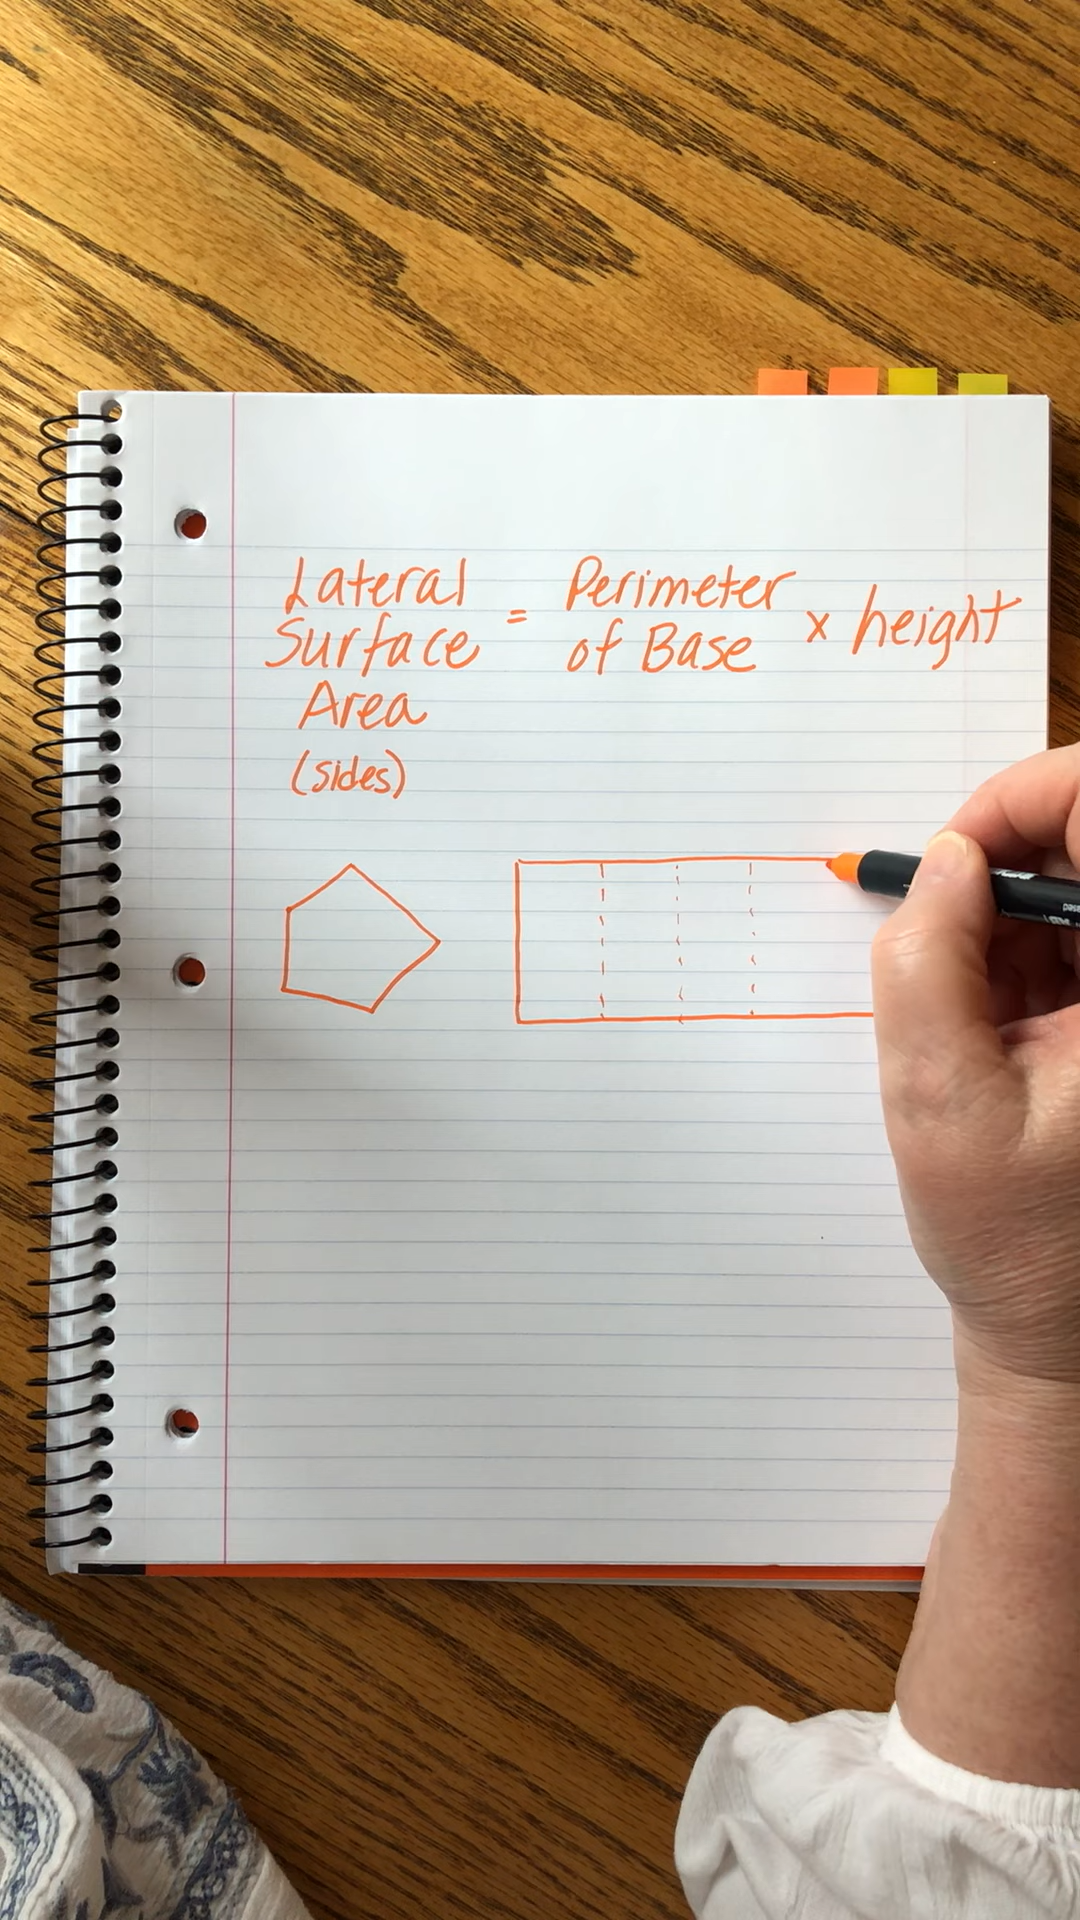 Lateral
Surface
Area
(sides)
=
Perimeter
of Base
x height